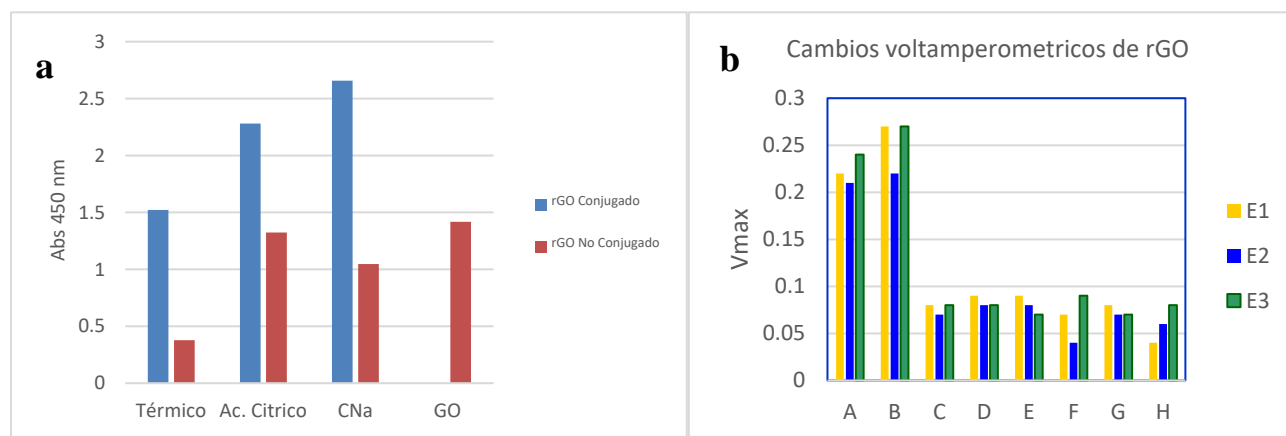 a
3
2.5
2
1.5
1
0.5
0
Abs 450 nm
Térmico Ac. Citrico CNa GO
rGO Conjugado
rGO No Conjugado
b
Cambios voltamperometricos de rGO
0.3
0.25
0.2
0.15
0.1
0.05
0
Vmax
A B C D E F G H
E1
E2
E3